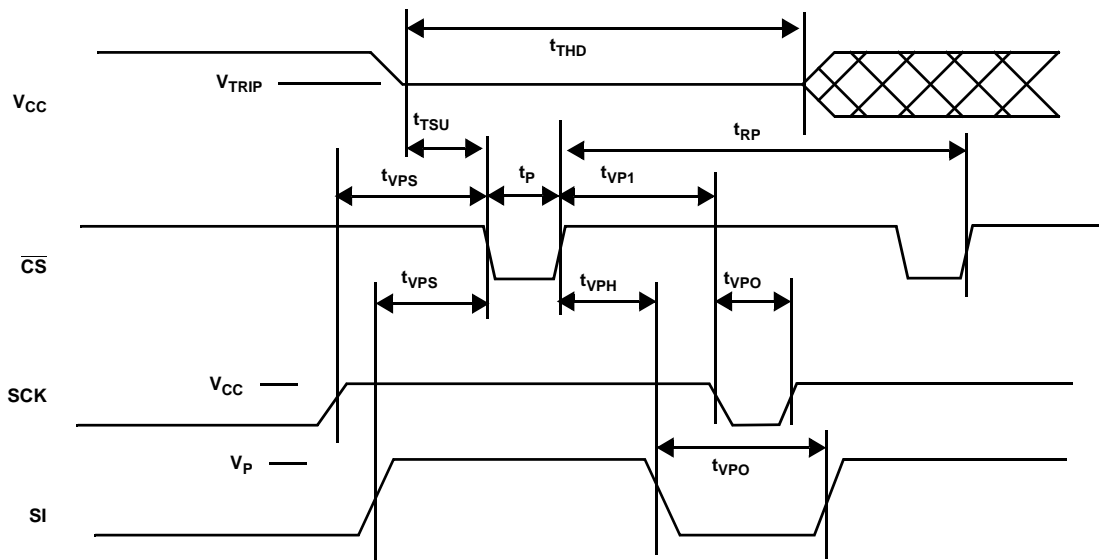 tTHD
VTRIP
VCC
tTSU
tRP
tVPS
tP
tVP1
CS
tVPS
tVPH
tVPO
VCC
SCK
VP
tVPO
SI